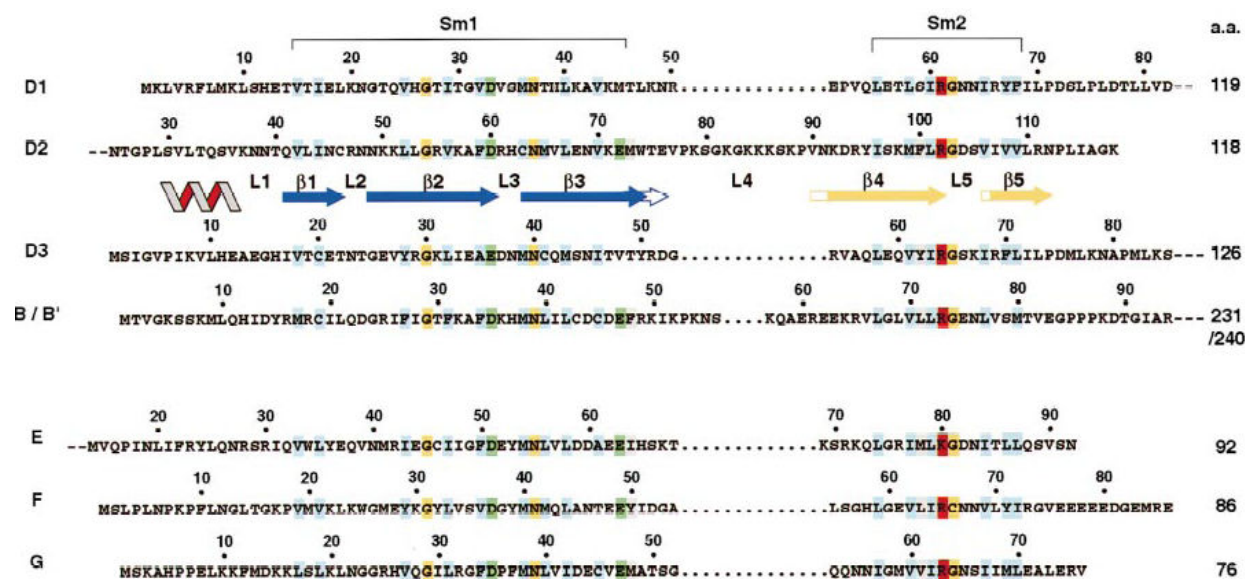 Sm1 Sm2 a.a.
10 20 30 40 50 60 70 80
D1 MKLVRFLMKLSHETVTIELKNGTQVHGTITGVDVSMNTHLKAVKMTLKNR..............EPVQLETLSIRGNNIRYFILPDSLPLDTLLVD-- 119
30 40 50 60 70 80 90 100 110
D2 --NTGPLSVLTQSVKNNTQVLINCRNNKKLLGRVKAFDRHCNMVLENVKEMWTEVPKSGKGKKKSKPVNKDRYISKMFLRGDSVIVVLRNPLIAGK 118
L1 β1 L2 β2 L3 β3 L4 β4 L5 β5
10 20 30 40 50 60 70 80
D3 MSIGVPIKVLHEAEGHIVTCETNTGEVYRGKLIEAEDNMNCQMSNITVTYRDG..............RVAQLEQVYIRGSKIRFLILPDMLKNAPMLKS--- 126
10 20 30 40 50 60 70 80 90
B / B' MTVGKSSKMLQHIDYRMRCILQDGRIFIGTFKAFDKHMNLILCDCDEFRKIKPKNS....KQAEREEKRVLGLVLLRGENLVSMTVEGPPPKDTGIAR--- 231
/240
20 30 40 50 60 70 80 90
E --MVQPINLIFRYLQNRSRIQVWLYEQVNMRIEGCIIGFDEYMNLVLDDAEEIHSKT.............KSRKQLGRIMLKGDNITLLQSVSN 92
10 20 30 40 50 60 70 80
F MSLPLNPKPFLNGLTGKPVMVKLKWGMEYKGYLVSVDGYMNMQLANTEEYIDGA..............LSGHLGEVLIRCNNVLYIRGVEEEEEDGEMRE 86
10 20 30 40 50 60 70
G MSKAHPPELKKFMDKKLSLKLNGGRHVQGILRGFDPFMNLVIDECVEMATSG..............QQNNIGMVVIRGNSIIMLEALERV 76